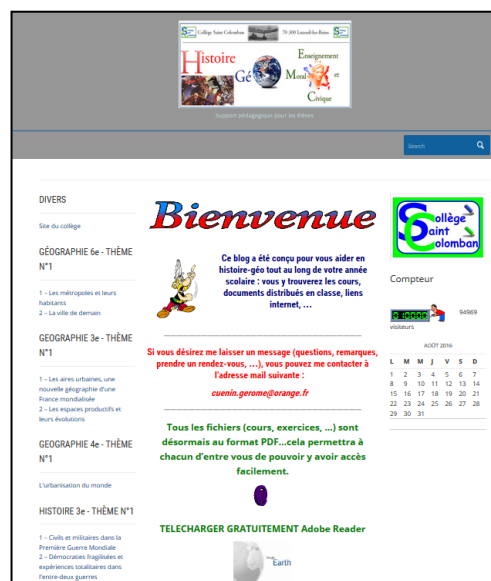 Collège Saint Colomban
70 300 Luxeuil-les-Bains
Histoire
Géo
Enseignement
Moral et
Civique
Support pédagogique pour les élèves
Search
DIVERS
Site du collège
GÉOGRAPHIE 6e - THÈME
N°1
1 – Les métropoles et leurs
habitants
2 – La ville de demain
GEOGRAPHIE 3e - THÈME
N°1
1 – Les aires urbaines, une
nouvelle géographie d'une
France mondialisée
2 – Les espaces productifs et
leurs évolutions
GEOGRAPHIE 4e - THÈME
N°1
L'urbanisation du monde
HISTOIRE 3e - THÈME N°1
1 – Civils et militaires dans la
Première Guerre Mondiale
2 – Démocraties fragilisées et
expériences totalitaires dans
l'entre-deux guerres
Bienvenue
Ce blog a été conçu pour vous aider en
histoire-géo tout au long de votre année
scolaire : vous y trouverez les cours,
documents distribués en classe, liens
internet, ...
Si vous désirez me laisser un message (questions, remarques,
prendre un rendez-vous, ...), vous pouvez me contacter à
l'adresse mail suivante :
cuenin.gerome@orange.fr
Tous les fichiers (cours, exercices, ...) sont
désormais au format PDF...cela permettra à
chacun d'entre vous de pouvoir y avoir accès
facilement.
TELECHARGER GRATUITEMENT Adobe Reader
Earth
Collège
Saint
Colomban
Compteur
94969
visiteurs
AOÛT 2016
L M M J V S D
1 2 3 4 5 6 7
8 9 10 11 12 13 14
15 16 17 18 19 20 21
22 23 24 25 26 27 28
29 30 31